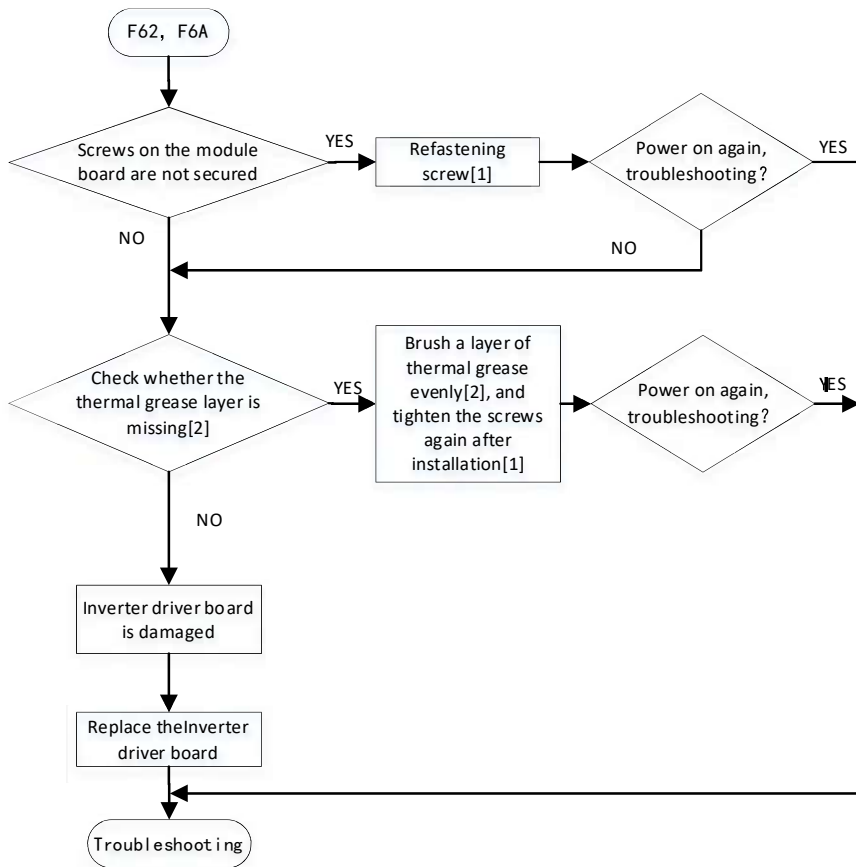 F62, F6A
Screws on the module
board are not secured
YES
Refastening
screw[1]
Power on again,
troubleshooting?
YES
NO
NO
Check whether the
thermal grease layer is
missing[2]
YES
Brush a layer of
thermal grease
evenly[2], and
tighten the screws
again after
installation[1]
Power on again,
troubleshooting?
YES
NO
Inverter driver board
is damaged
Replace theInverter
driver board
Troubleshooting